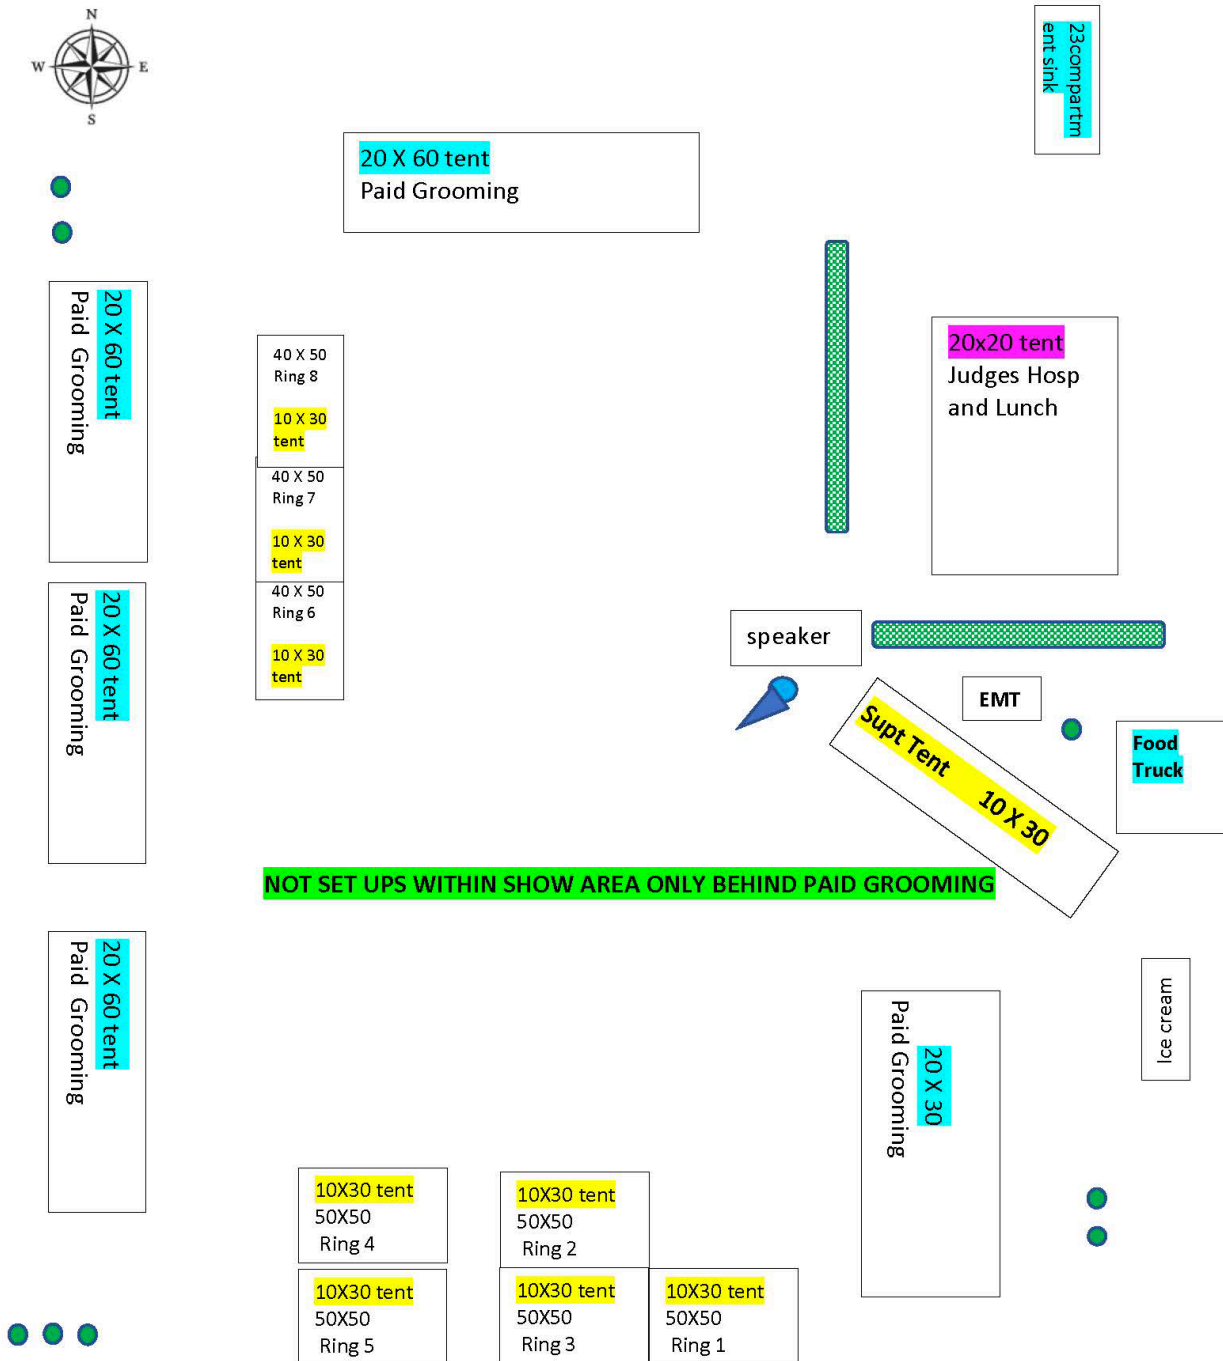 N
W
E
S
23compartm
ent sink
20 X 60 tent
Paid Grooming
20 X 60 tent
Paid Grooming
40 X 50
Ring 8
10 X 30
tent
20x20 tent
Judges Hosp
and Lunch
40 X 50
Ring 7
10 X 30
tent
20 X 60 tent
Paid Grooming
40 X 50
Ring 6
10 X 30
tent
speaker
EMT
Supt Tent 10 X 30
Food
Truck
NOT SET UPS WITHIN SHOW AREA ONLY BEHIND PAID GROOMING
20 X 60 tent
Paid Grooming
20 X 30
Paid Grooming
Ice cream
10X30 tent
50X50
Ring 4
10X30 tent
50X50
Ring 2
10X30 tent
50X50
Ring 5
10X30 tent
50X50
Ring 3
10X30 tent
50X50
Ring 1